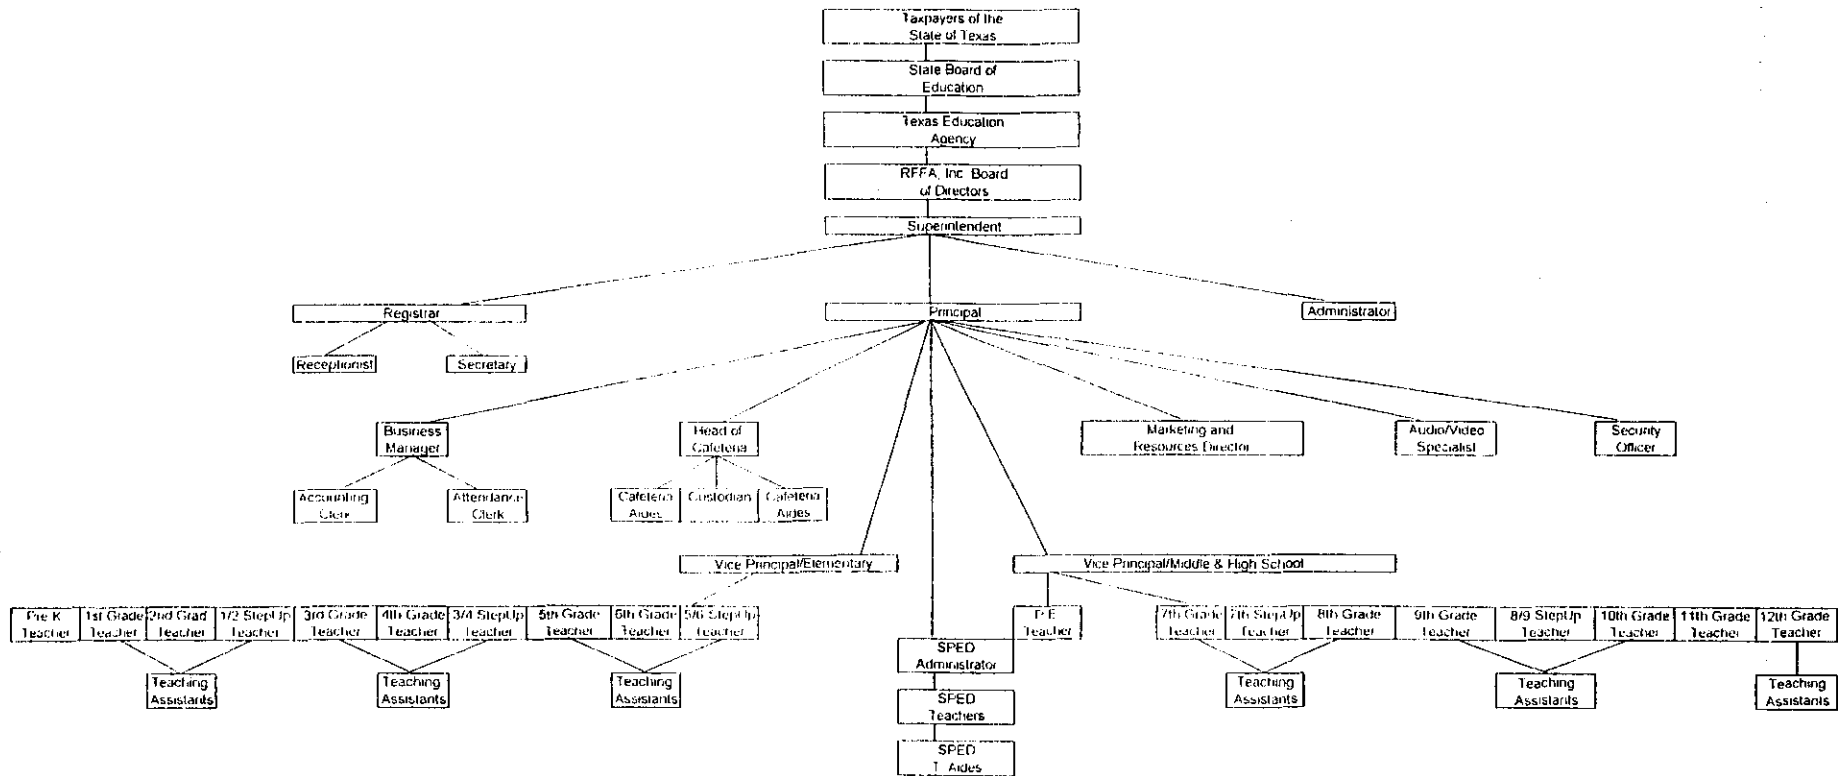 Taxpayers of the
State of Texas
State Board of
Education
Texas Education
Agency
RFFA, Inc. Board
of Directors
Superintendent
Registrar
Principal
Administrator
Receptionist
Secretary
Business
Manager
Head of
Cafeteria
Marketing and
Resources Director
Audio/Video
Specialist
Security
Officer
Accounting
Clerk
Attendance
Clerk
Cafeteria
Aides
Custodian
Cafeteria
Aides
Vice Principal/Elementary
Vice Principal/Middle & High School
Pre K
Teacher
1st Grade
Teacher
2nd Grad
Teacher
1/2 StepUp
Teacher
3rd Grade
Teacher
4th Grade
Teacher
3/4 StepUp
Teacher
5th Grade
Teacher
6th Grade
Teacher
5/6 StepUp
Teacher
P E
Teacher
7th Grade
Teacher
7th StepUp
Teacher
8th Grade
Teacher
9th Grade
Teacher
8/9 StepUp
Teacher
10th Grade
Teacher
11th Grade
Teacher
12th Grade
Teacher
SPED
Administrator
Teaching
Assistants
Teaching
Assistants
Teaching
Assistants
Teaching
Assistants
Teaching
Assistants
Teaching
Assistants
SPED
Teachers
SPED
T. Aides